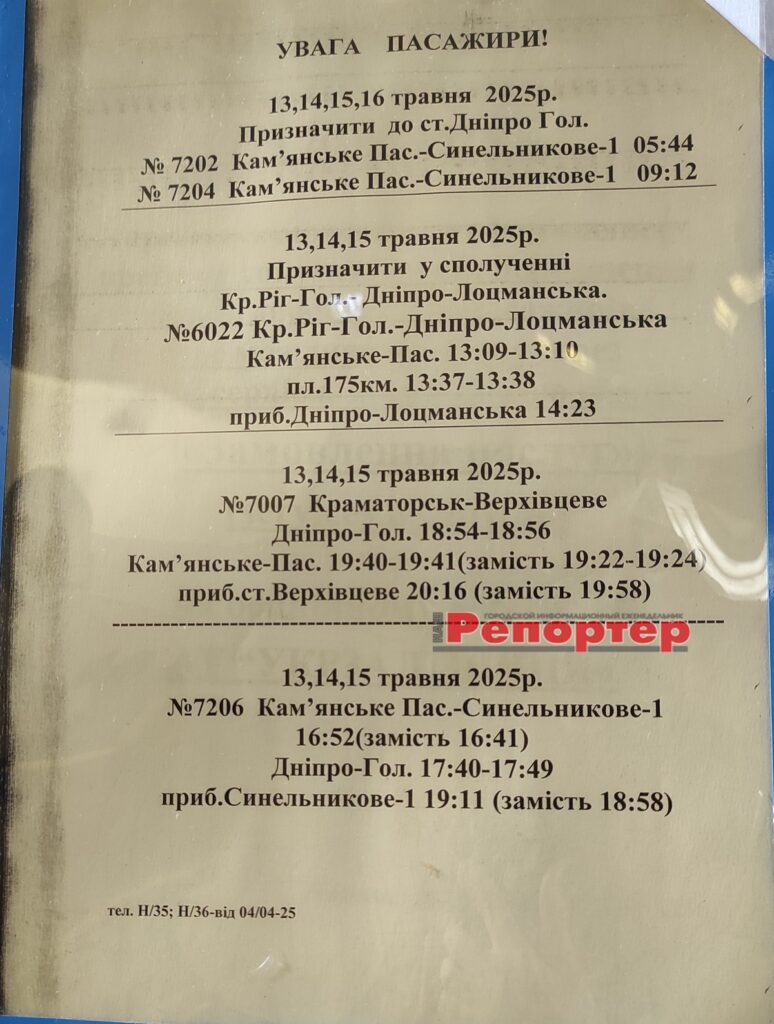 УВАГА ПАСАЖИРИ!
13,14,15,16 травня 2025р.
Призначити до ст.Дніпро Гол.
№ 7202 Кам’янське Пас.-Синельникове-1 05:44
№ 7204 Кам’янське Пас.-Синельникове-1 09:12
13,14,15 травня 2025р.
Призначити у сполученні
Кр.Ріг-Гол.- Дніпро-Лоцманська.
№6022 Кр.Ріг-Гол.-Дніпро-Лоцманська
Кам’янське-Пас. 13:09-13:10
пл.175км. 13:37-13:38
приб.Дніпро-Лоцманська 14:23
13,14,15 травня 2025р.
№7007 Краматорськ-Верхівцеве
Дніпро-Гол. 18:54-18:56
Кам’янське-Пас. 19:40-19:41(замість 19:22-19:24)
приб.ст.Верхівцеве 20:16 (замість 19:58)
ГОРОДСКОЙ ИНФОРМАЦИОННЫЙ ЕЖЕНЕДЕЛЬНИК
Репортер
13,14,15 травня 2025р.
№7206 Кам’янське Пас.-Синельникове-1
16:52(замість 16:41)
Дніпро-Гол. 17:40-17:49
приб.Синельникове-1 19:11 (замість 18:58)
тел. Н/35; Н/36-від 04/04-25